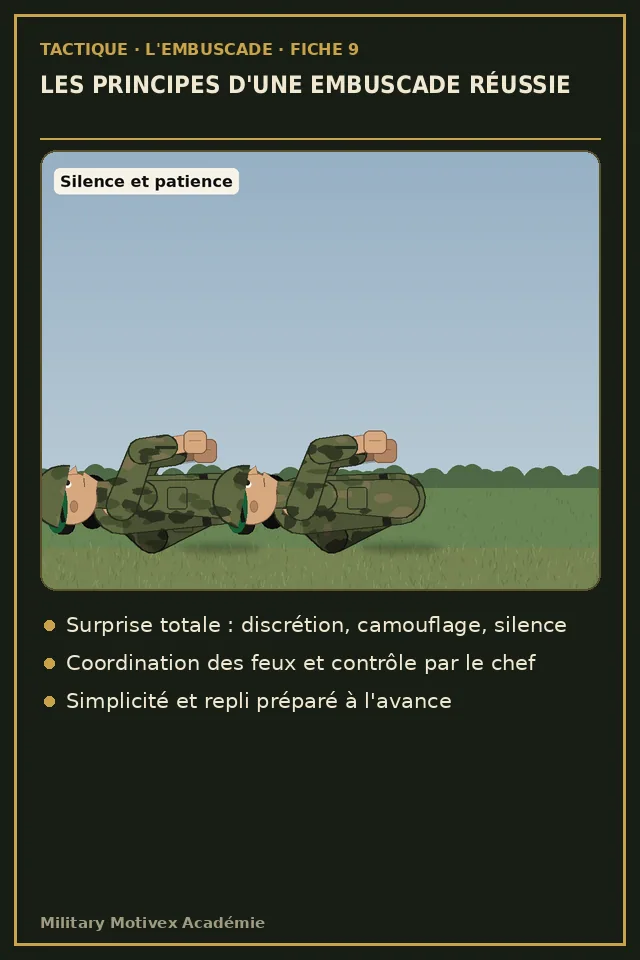 TACTIQUE · L'EMBUSCADE · FICHE 9
LES PRINCIPES D'UNE EMBUSCADE RÉUSSIE
Silence et patience
Surprise totale : discrétion, camouflage, silence
Coordination des feux et contrôle par le chef
Simplicité et repli préparé à l'avance
Military Motivex Académie